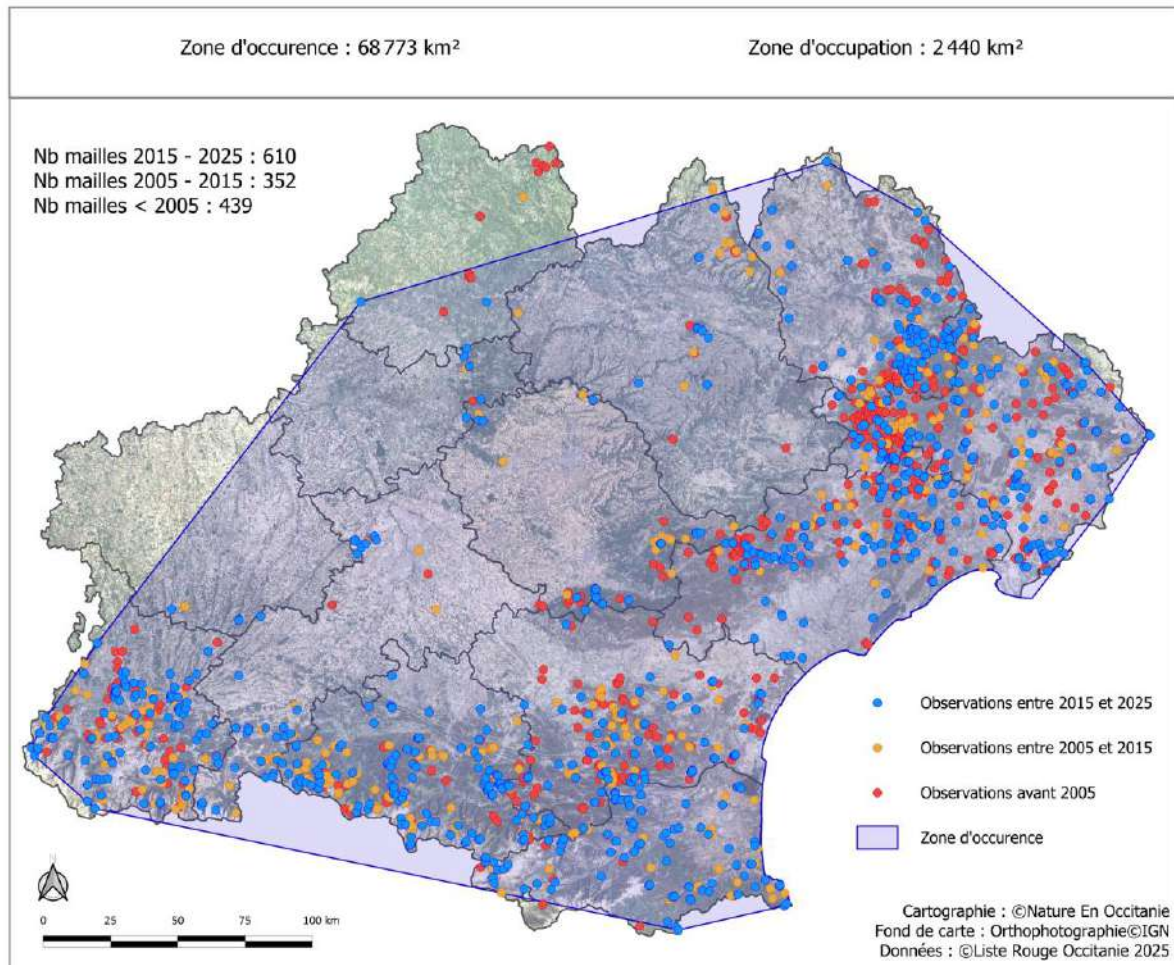 Zone d'occurence : 68 773 km²
Zone d'occupation : 2 440 km²
Nb mailles 2015 - 2025 : 610
Nb mailles 2005 - 2015 : 352
Nb mailles < 2005 : 439
Observations entre 2015 et 2025
Observations entre 2005 et 2015
Observations avant 2005
Zone d'occurence
0 25 50 75 100 km
Cartographie : ©Nature En Occitanie
Fond de carte : Orthophotographie©IGN
Données : ©Liste Rouge Occitanie 2025